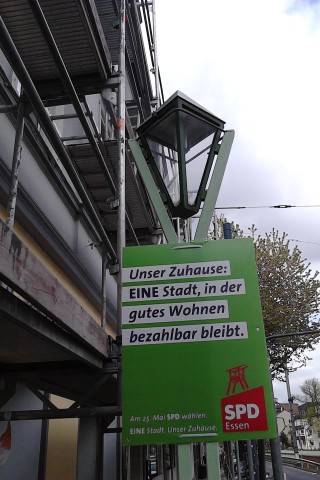 Unser Zuhause:
EINE Stadt, in der
gutes Wohnen
bezahlbar bleibt.
Am 25. Mai SPD wählen.
EINE Stadt. Unser Zuhause.
SPD
Essen